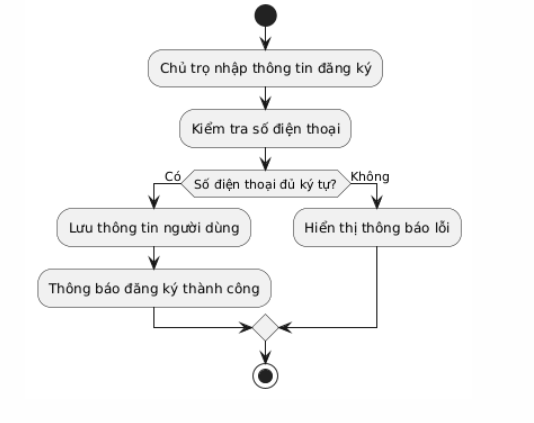 Chủ trọ nhập thông tin đăng ký
Kiểm tra số điện thoại
Có
Số điện thoại đủ ký tự?
Không
Lưu thông tin người dùng
Hiển thị thông báo lỗi
Thông báo đăng ký thành công